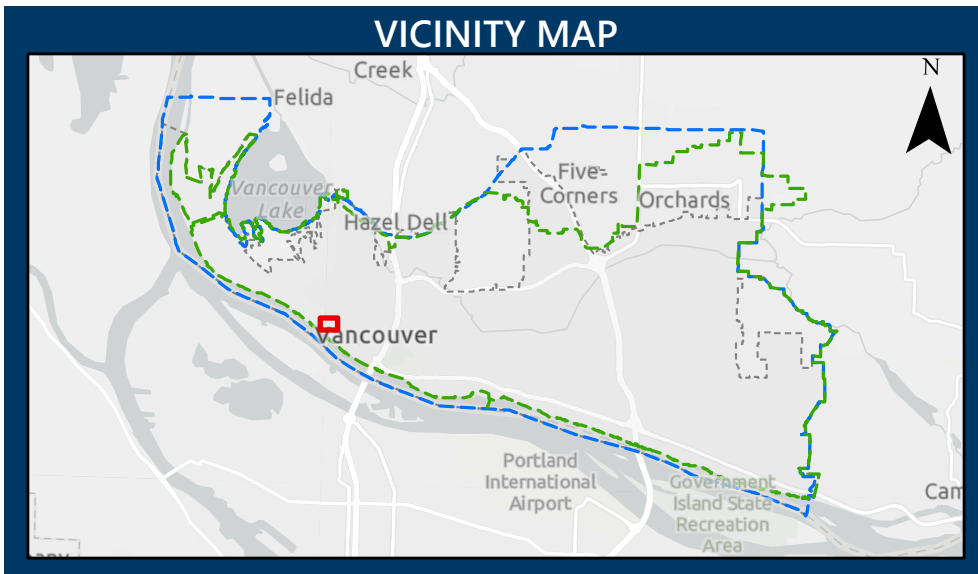 VICINITY MAP
N
Creek
Felida
Five
Corners
Vancouver
Lake
Orchards
Hazel Dell
Vancouver
Portland
International
Airport
Government
Island State
Recreation
Area
Cam